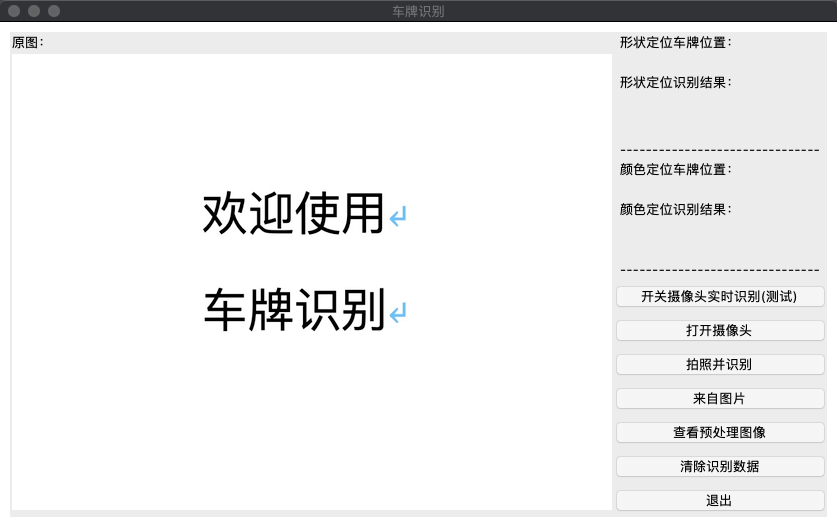 车牌识别
原图：
欢迎使用↵
车牌识别↵
形状定位车牌位置：
形状定位识别结果：
--------------------------------
颜色定位车牌位置：
颜色定位识别结果：
--------------------------------
开关摄像头实时识别(测试)
打开摄像头
拍照并识别
来自图片
查看预处理图像
清除识别数据
退出